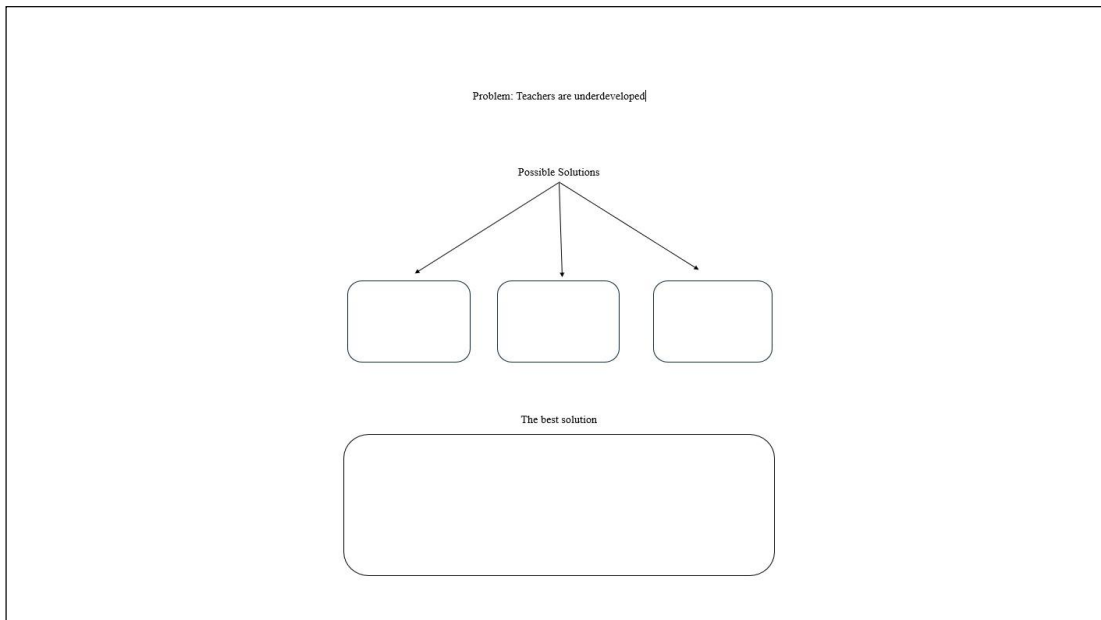 Problem: Teachers are underdeveloped
Possible Solutions
The best solution